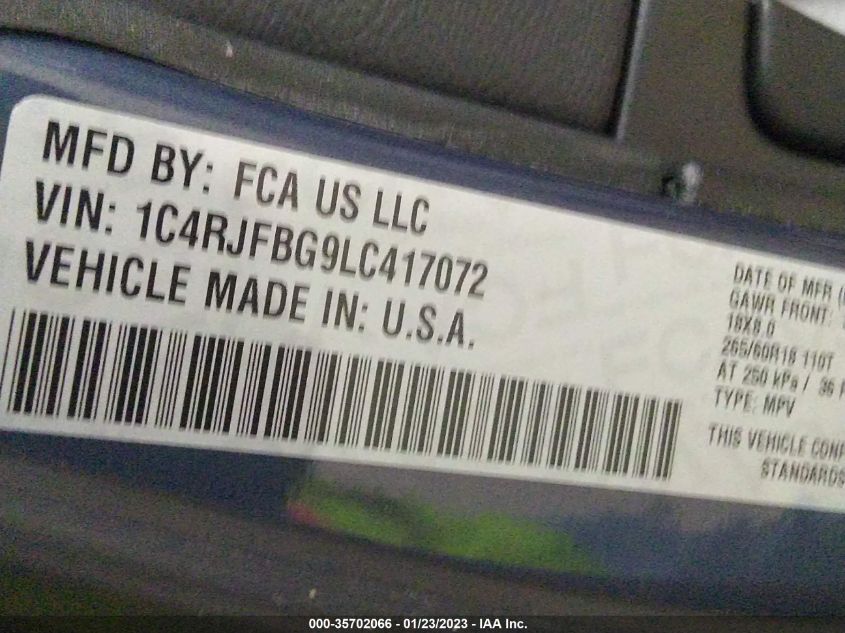 MFD BY: FCA US LLC
VIN: 1C4RJFBG9LC417072
VEHICLE MADE IN: U.S.A.
DATE OF MFR (
GAWR FRONT:
18X8.0
265/60R18 110T
AT 250 kPa / 36
TYPE: MPV
THIS VEHICLE
STANDARDS
000-35702066 - 01/23/2023 - IAA Inc.